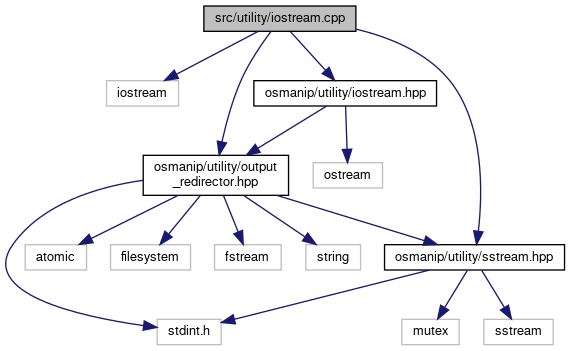 src/utility/iostream.cpp
iostream
osmanip/utility/iostream.hpp
osmanip/utility/output
_redirector.hpp
ostream
atomic
filesystem
fstream
string
osmanip/utility/sstream.hpp
stdint.h
mutex
sstream